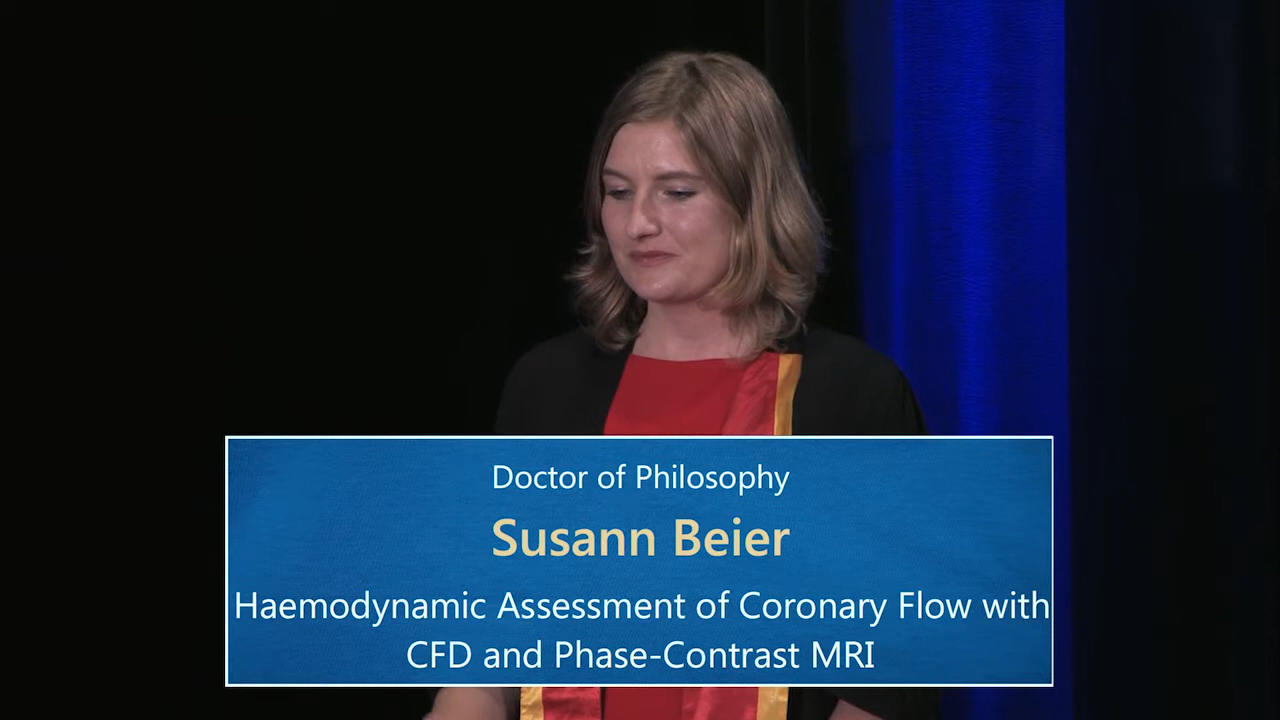 Doctor of Philosophy
Susann Beier
Haemodynamic Assessment of Coronary Flow with
CFD and Phase-Contrast MRI